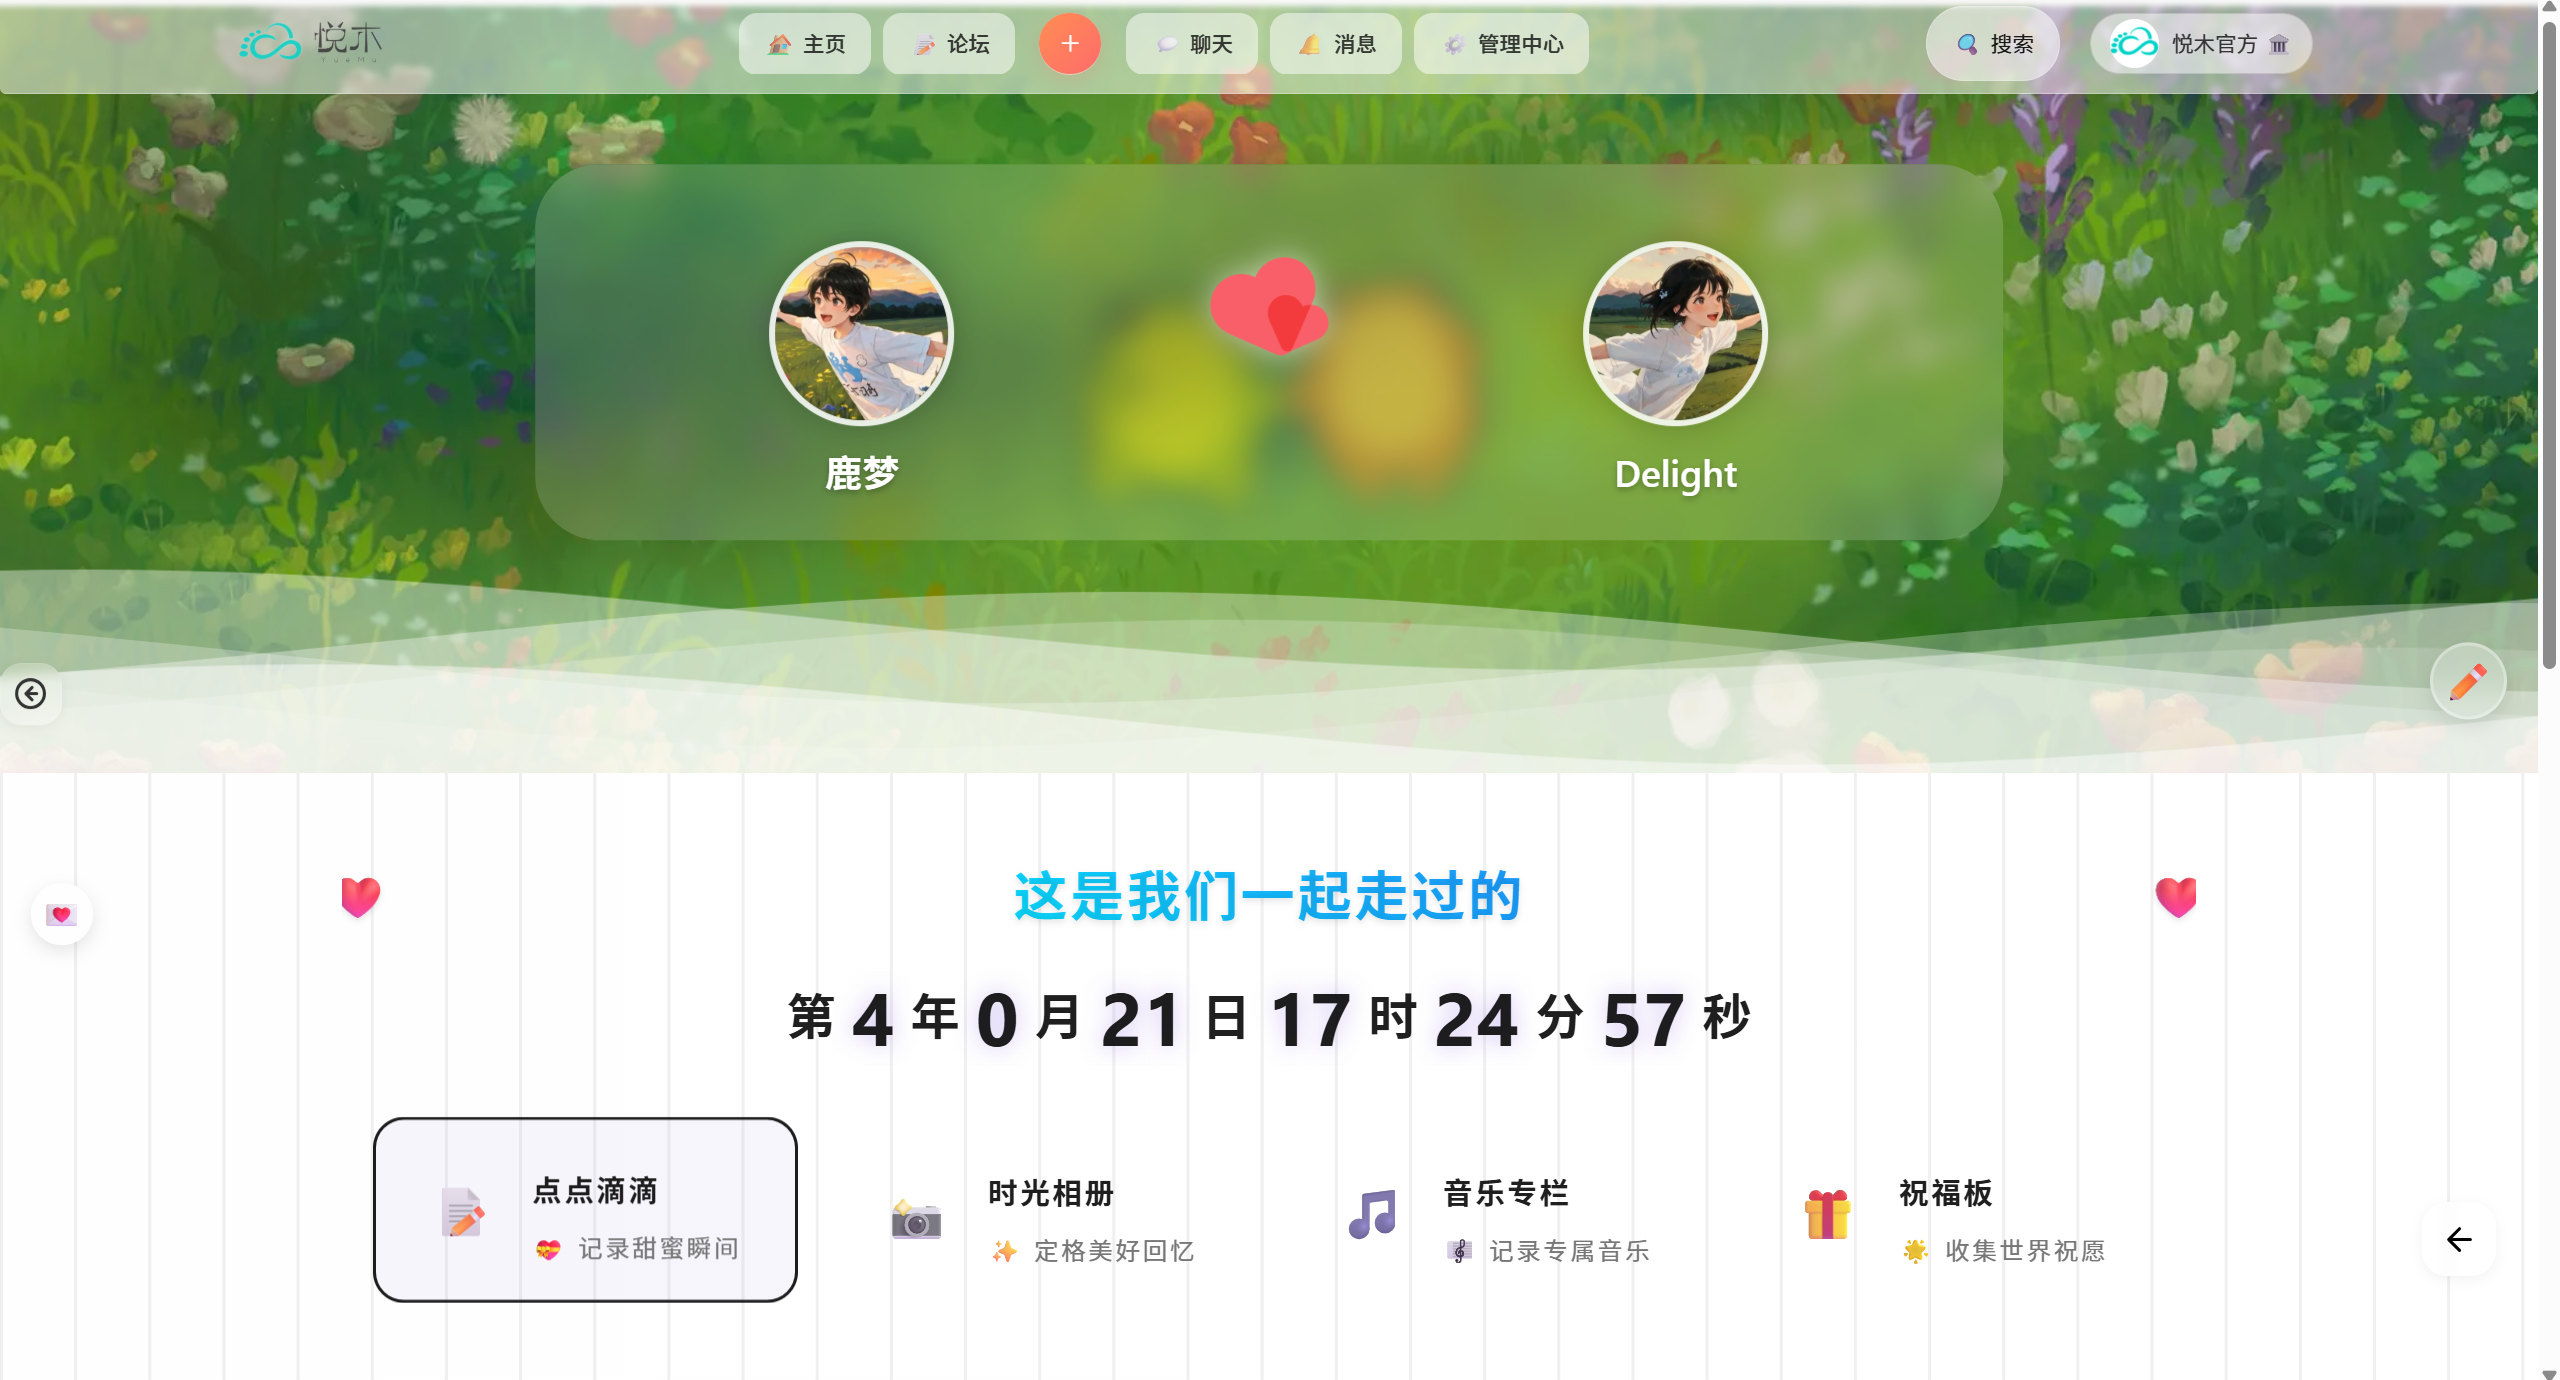 悦木
YueMu
主页
论坛
+
聊天
消息
管理中心
搜索
悦木官方
鹿梦
Delight
这是我们一起走过的
第 4 年 0 月 21 日 17 时 24 分 57 秒
点点滴滴
记录甜蜜瞬间
时光相册
定格美好回忆
音乐专栏
记录专属音乐
祝福板
收集世界祝愿